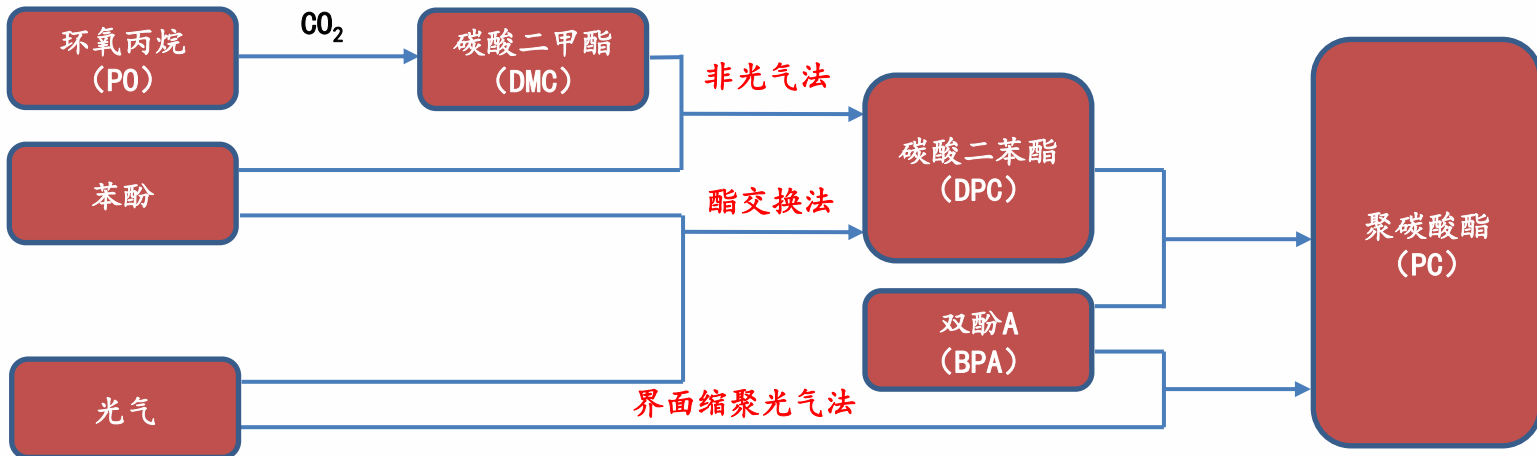 环氧丙烷
（PO）
CO₂
碳酸二甲酯
（DMC）
非光气法
苯酚
酯交换法
碳酸二苯酯
（DPC）
聚碳酸酯
（PC）
双酚A
（BPA）
光气
界面缩聚光气法